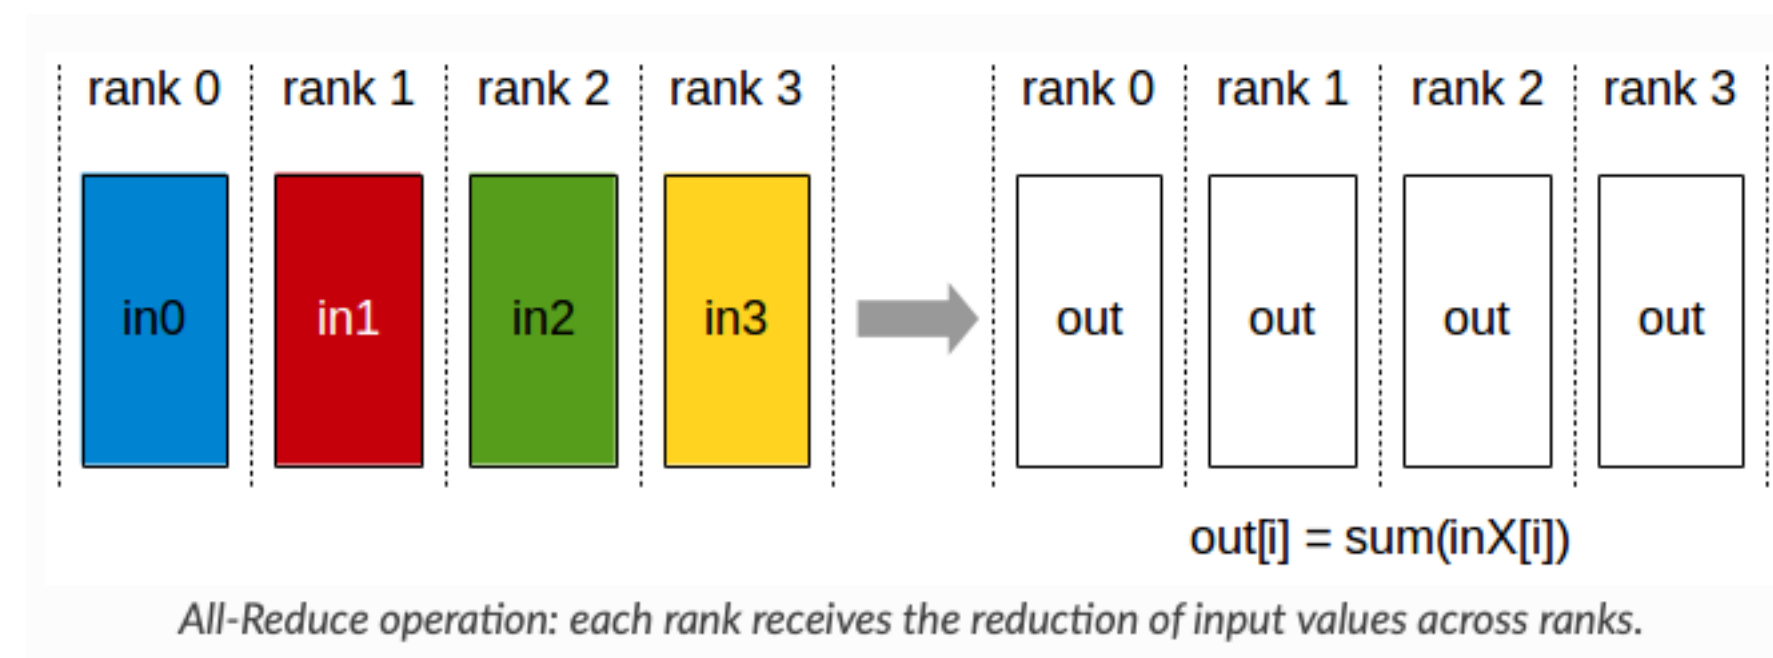 rank 0 rank 1 rank 2 rank 3 rank 0 rank 1 rank 2 rank 3
in0 in1 in2 in3 out out out out
out[i] = sum(inX[i])
All-Reduce operation: each rank receives the reduction of input values across ranks.